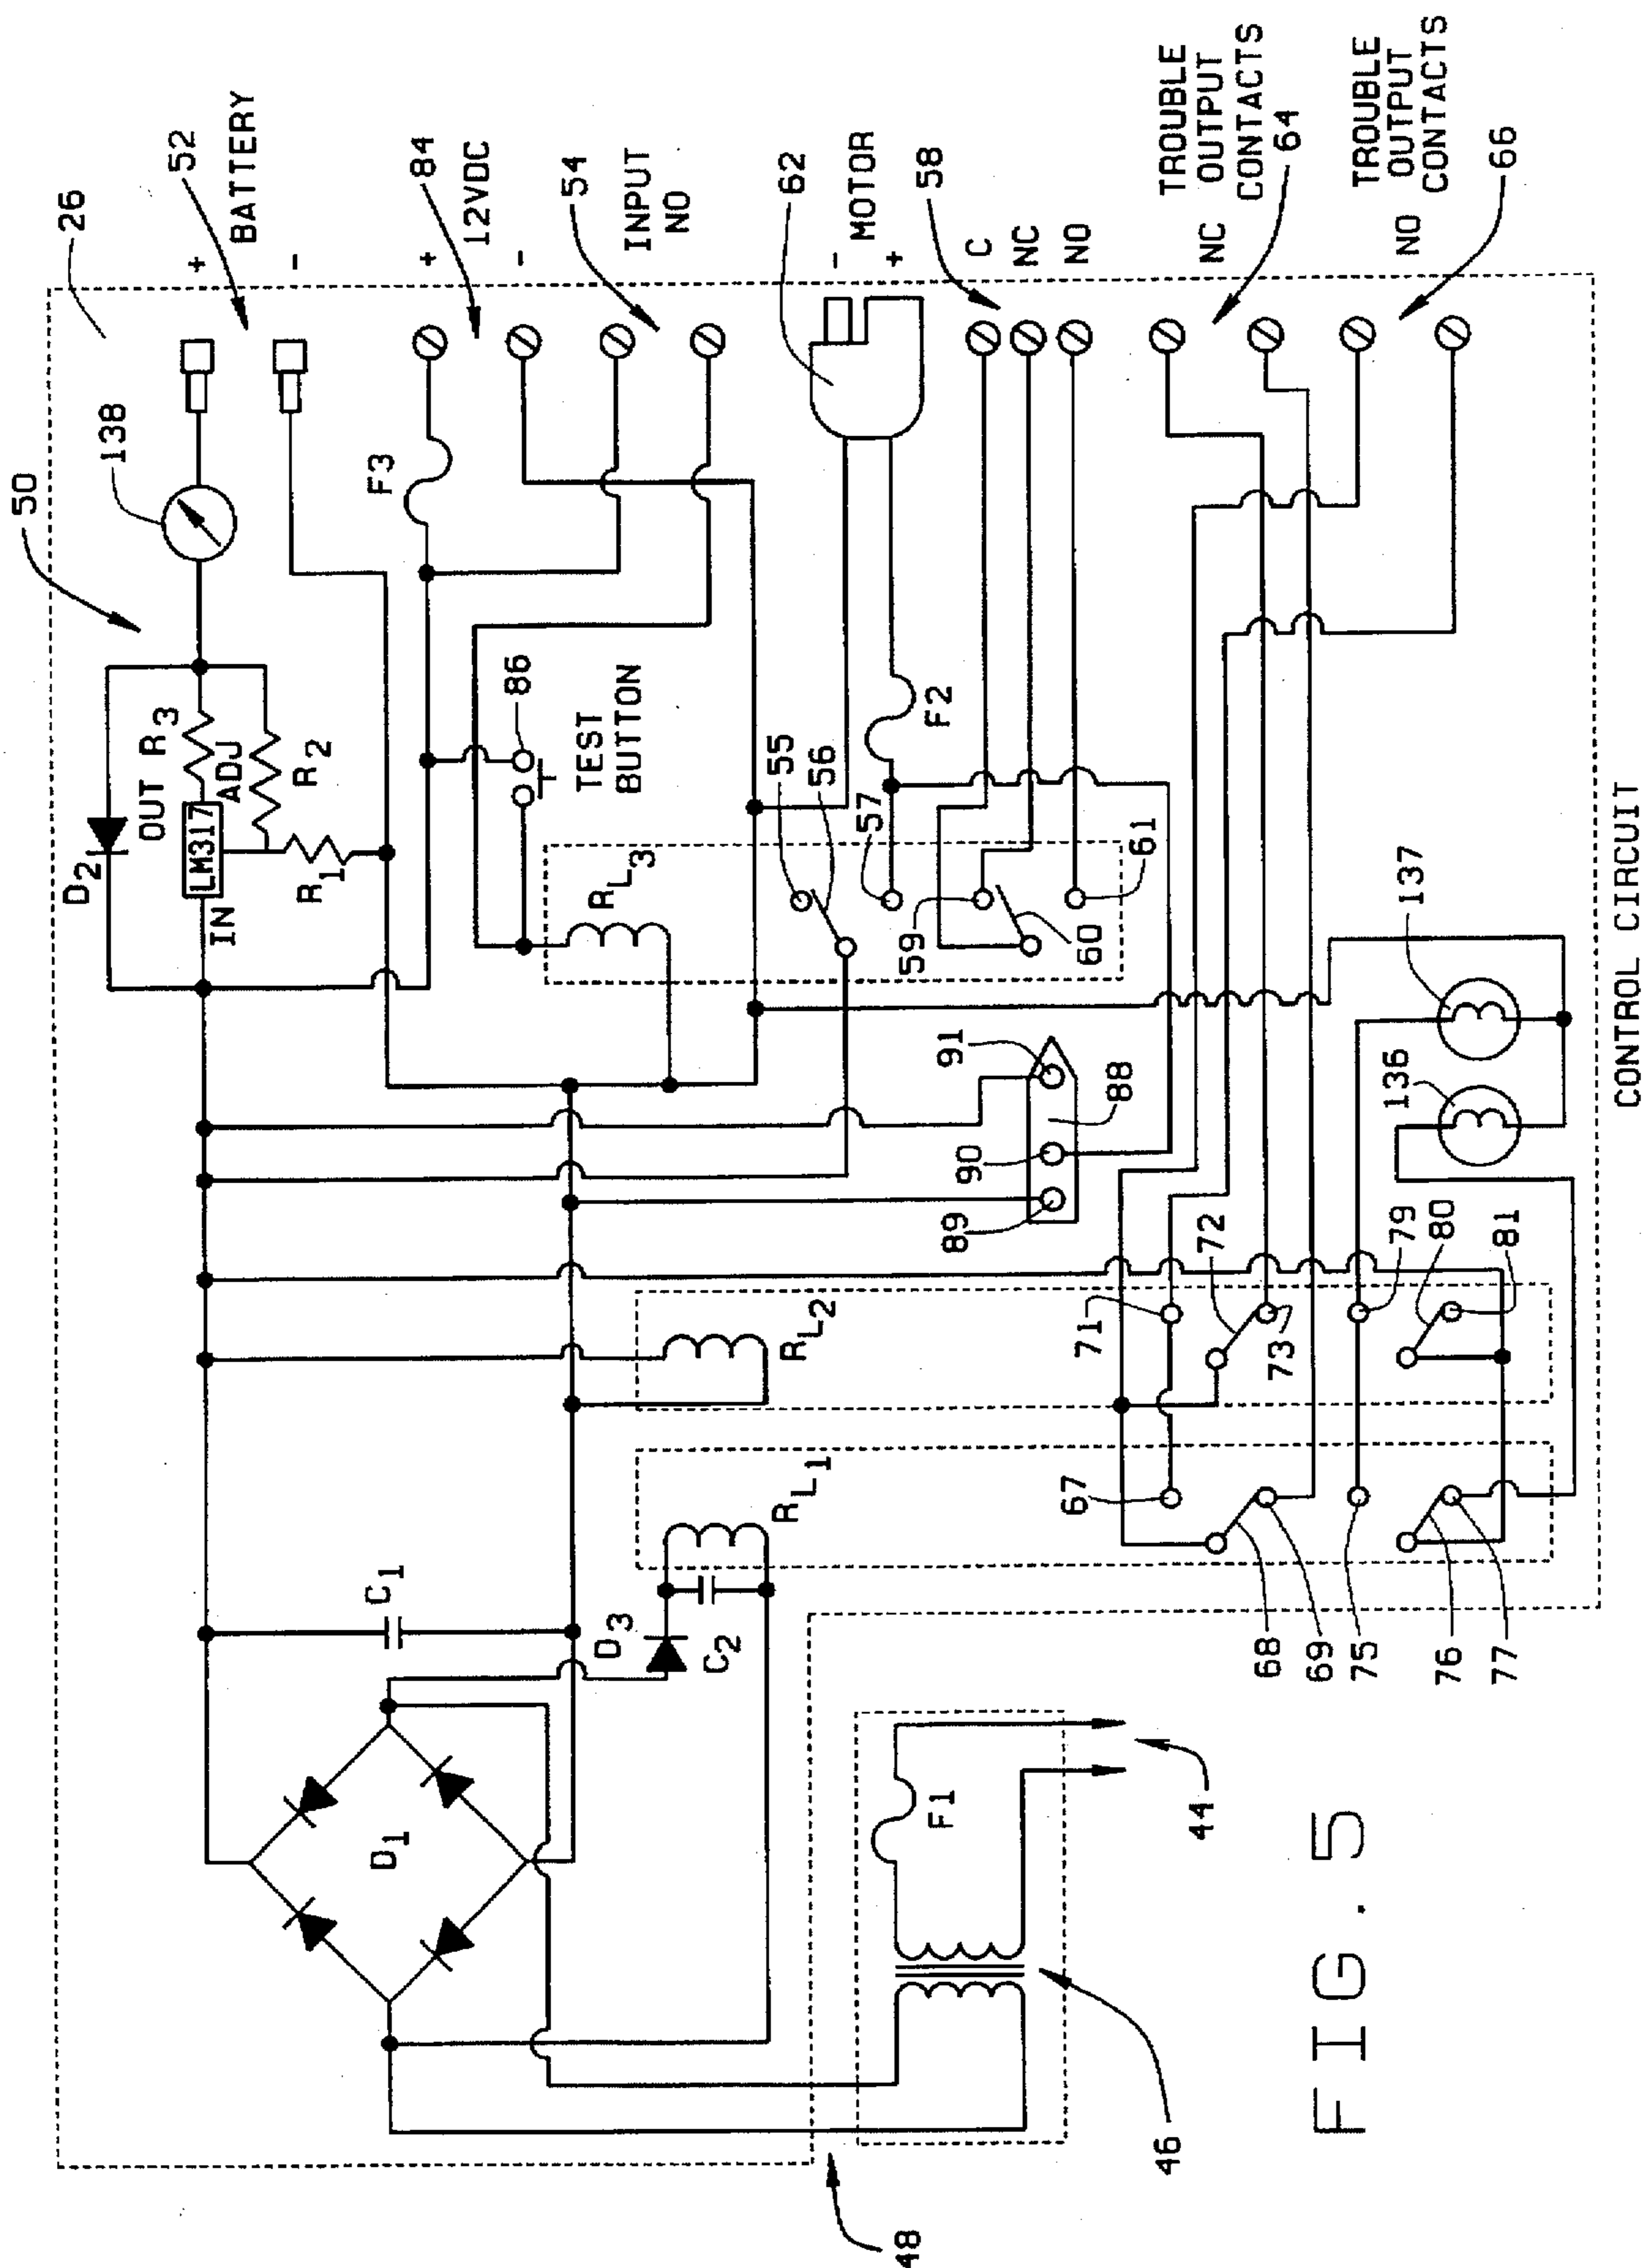 26
+
BATTERY
52
-
50
138
D2
OUT R3
LM317
ADJ
R2
R1
IN
+
84
12VDC
-
F3
54
INPUT
NO
86
TEST
BUTTON
RL3
55
56
57
F2
-
MOTOR
+
62
C
58
NC
NO
59
60
61
TROUBLE
OUTPUT
CONTACTS
NC
64
TROUBLE
OUTPUT
CONTACTS
NO
66
91
88
90
89
137
136
RL2
71
72
73
79
80
81
RL1
67
68
69
75
76
77
C1
D3
C2
D1
F1
44
46
48
CONTROL CIRCUIT
FIG. 5